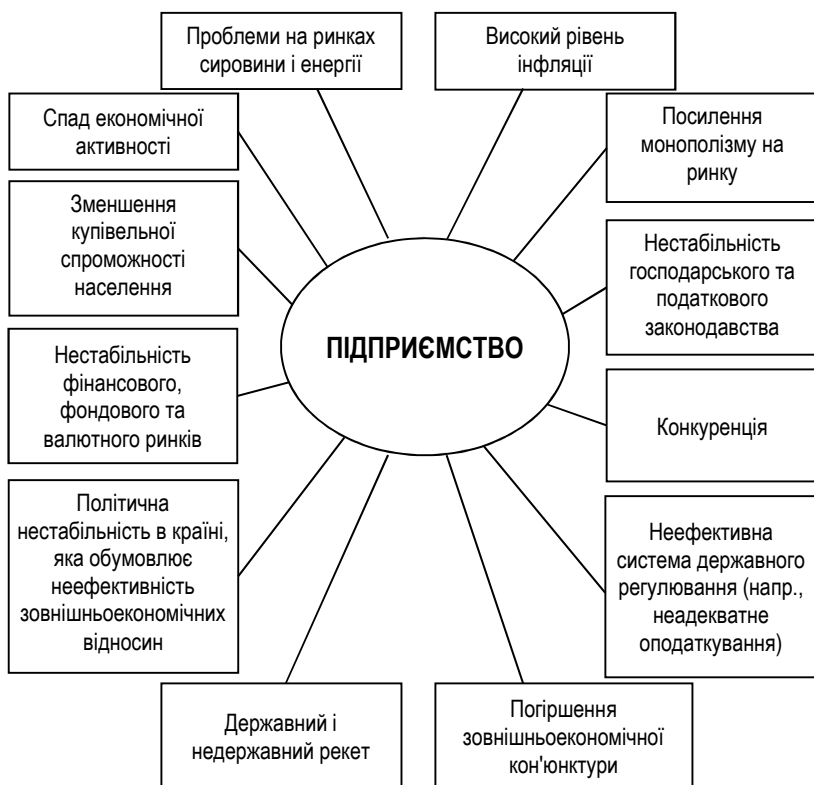 Проблеми на ринках
сировини і енергії
Високий рівень
інфляції
Спад економічної
активності
Посилення
монополізму на
ринку
Зменшення
купівельної
спроможності
населення
Нестабільність
господарського та
податкового
законодавства
ПІДПРИЄМСТВО
Нестабільність
фінансового,
фондового та
валютного ринків
Конкуренція
Політична
нестабільність в країні,
яка обумовлює
неефективність
зовнішньоекономічних
відносин
Неефективна
система державного
регулювання (напр.,
неадекватне
оподаткування)
Державний і
недержавний рекет
Погіршення
зовнішньоекономічної
кон'юнктури